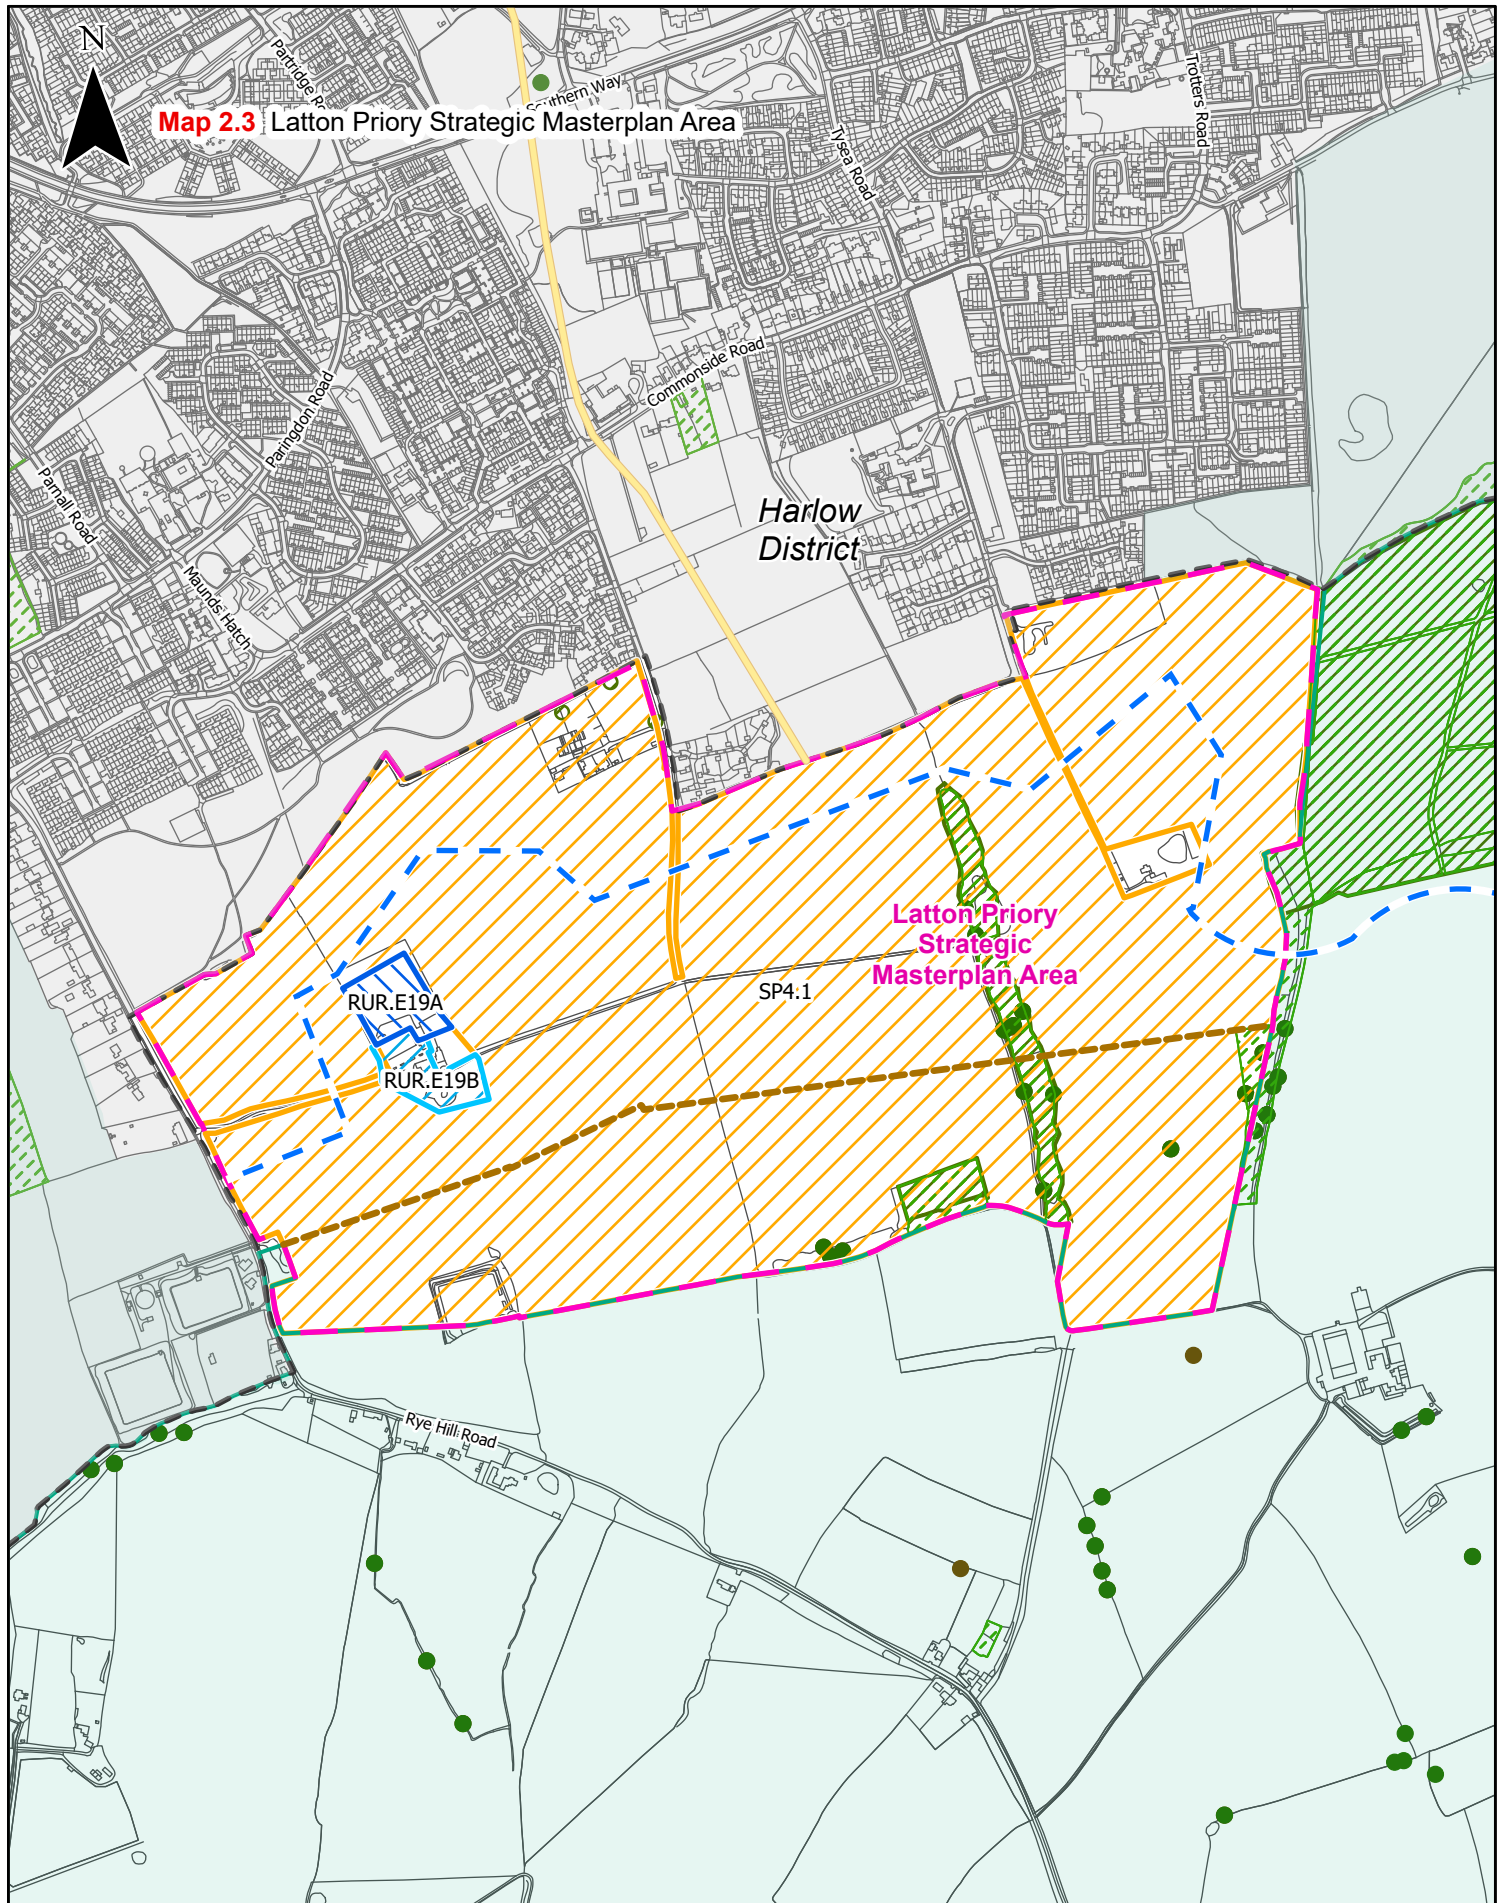 N
Partridge Ro
Southern Way
Map 2.3 Latton Priory Strategic Masterplan Area
Trotters Road
Tysea Road
Commonside Road
Paringdon Road
Parnall Road
Harlow
District
Maunds Hatch
Latton Priory
Strategic
Masterplan Area
SP4.1
RUR.E19A
RUR.E19B
Rye Hill Road